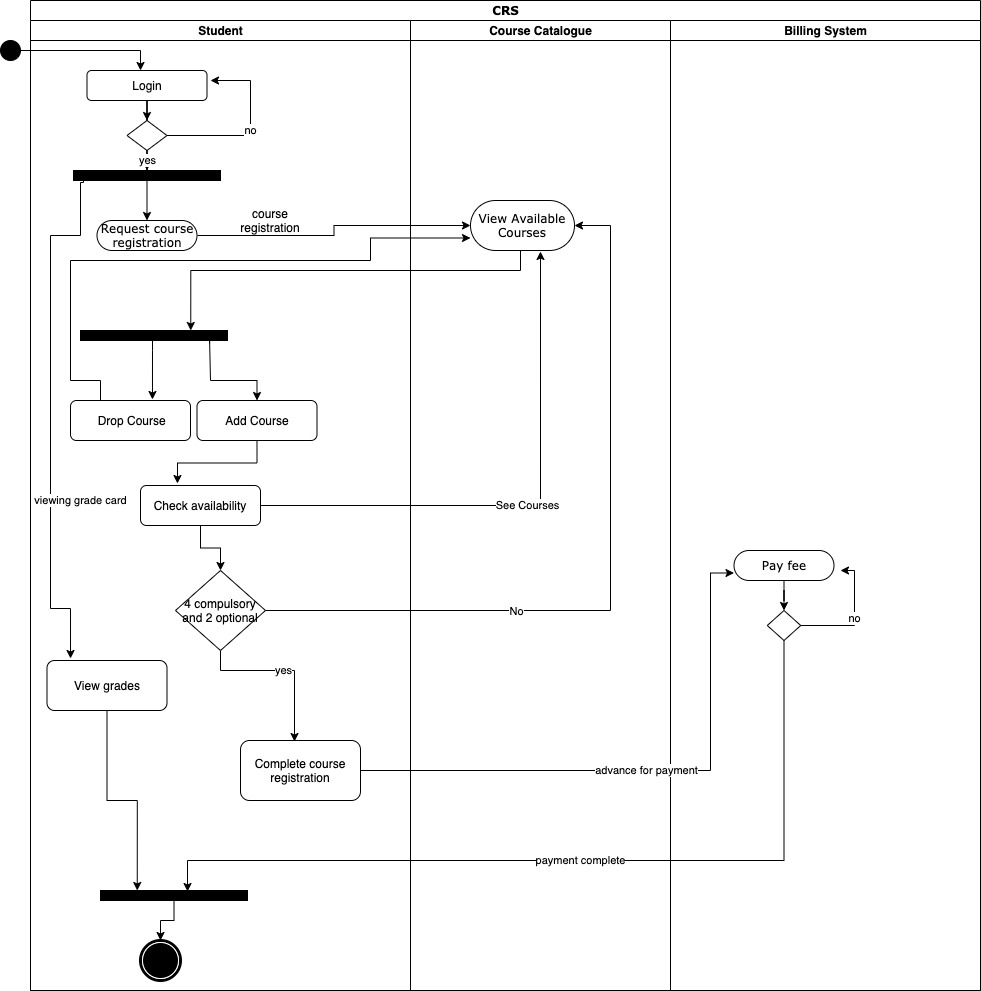 CRS
Student
Course Catalogue
Billing System
Login
no
yes
Request course
registration
course
registration
View Available
Courses
Drop Course
Add Course
viewing grade card
Check availability
See Courses
Pay fee
4 compulsory
and 2 optional
No
no
yes
View grades
Complete course
registration
advance for payment
payment complete